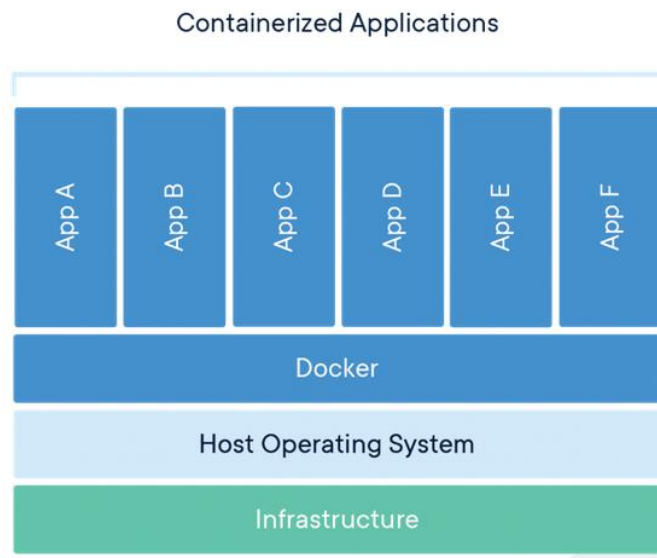 Containerized Applications
App A
App B
App C
App D
App E
App F
Docker
Host Operating System
Infrastructure